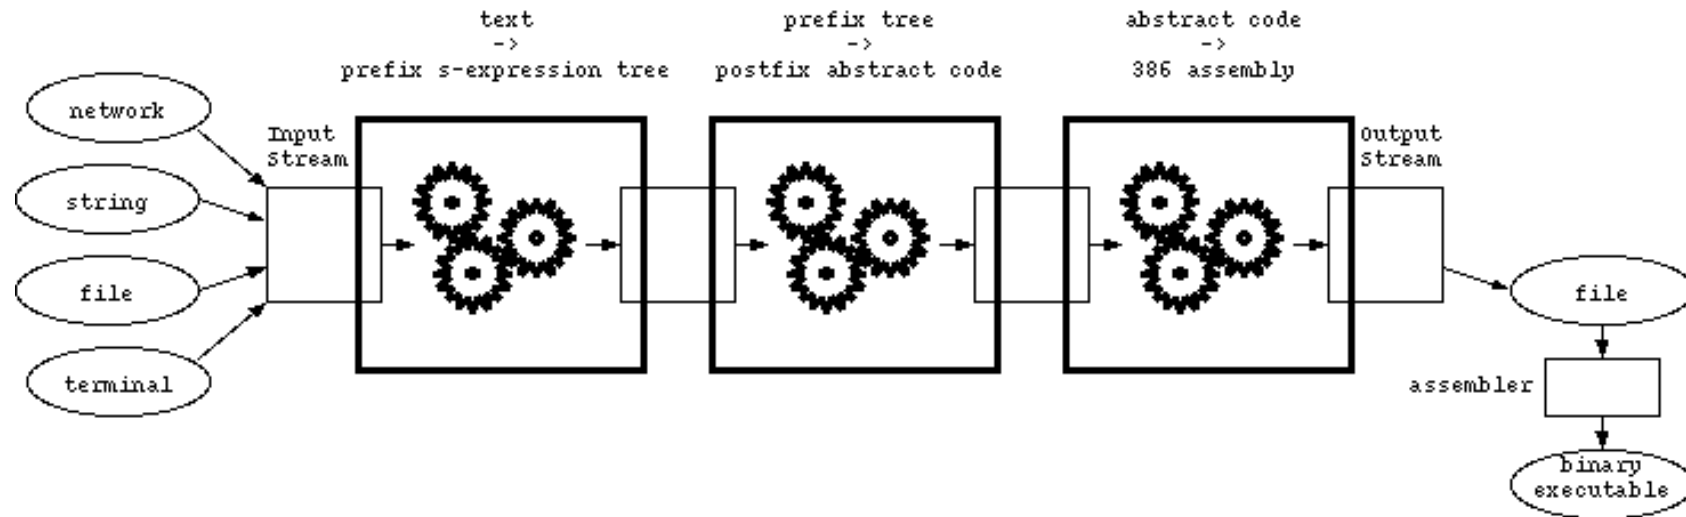 text
->
prefix s-expression tree
prefix tree
->
postfix abstract code
abstract code
->
386 assembly
network
string
file
terminal
Input
Stream
Output
Stream
file
assembler
binary
executable